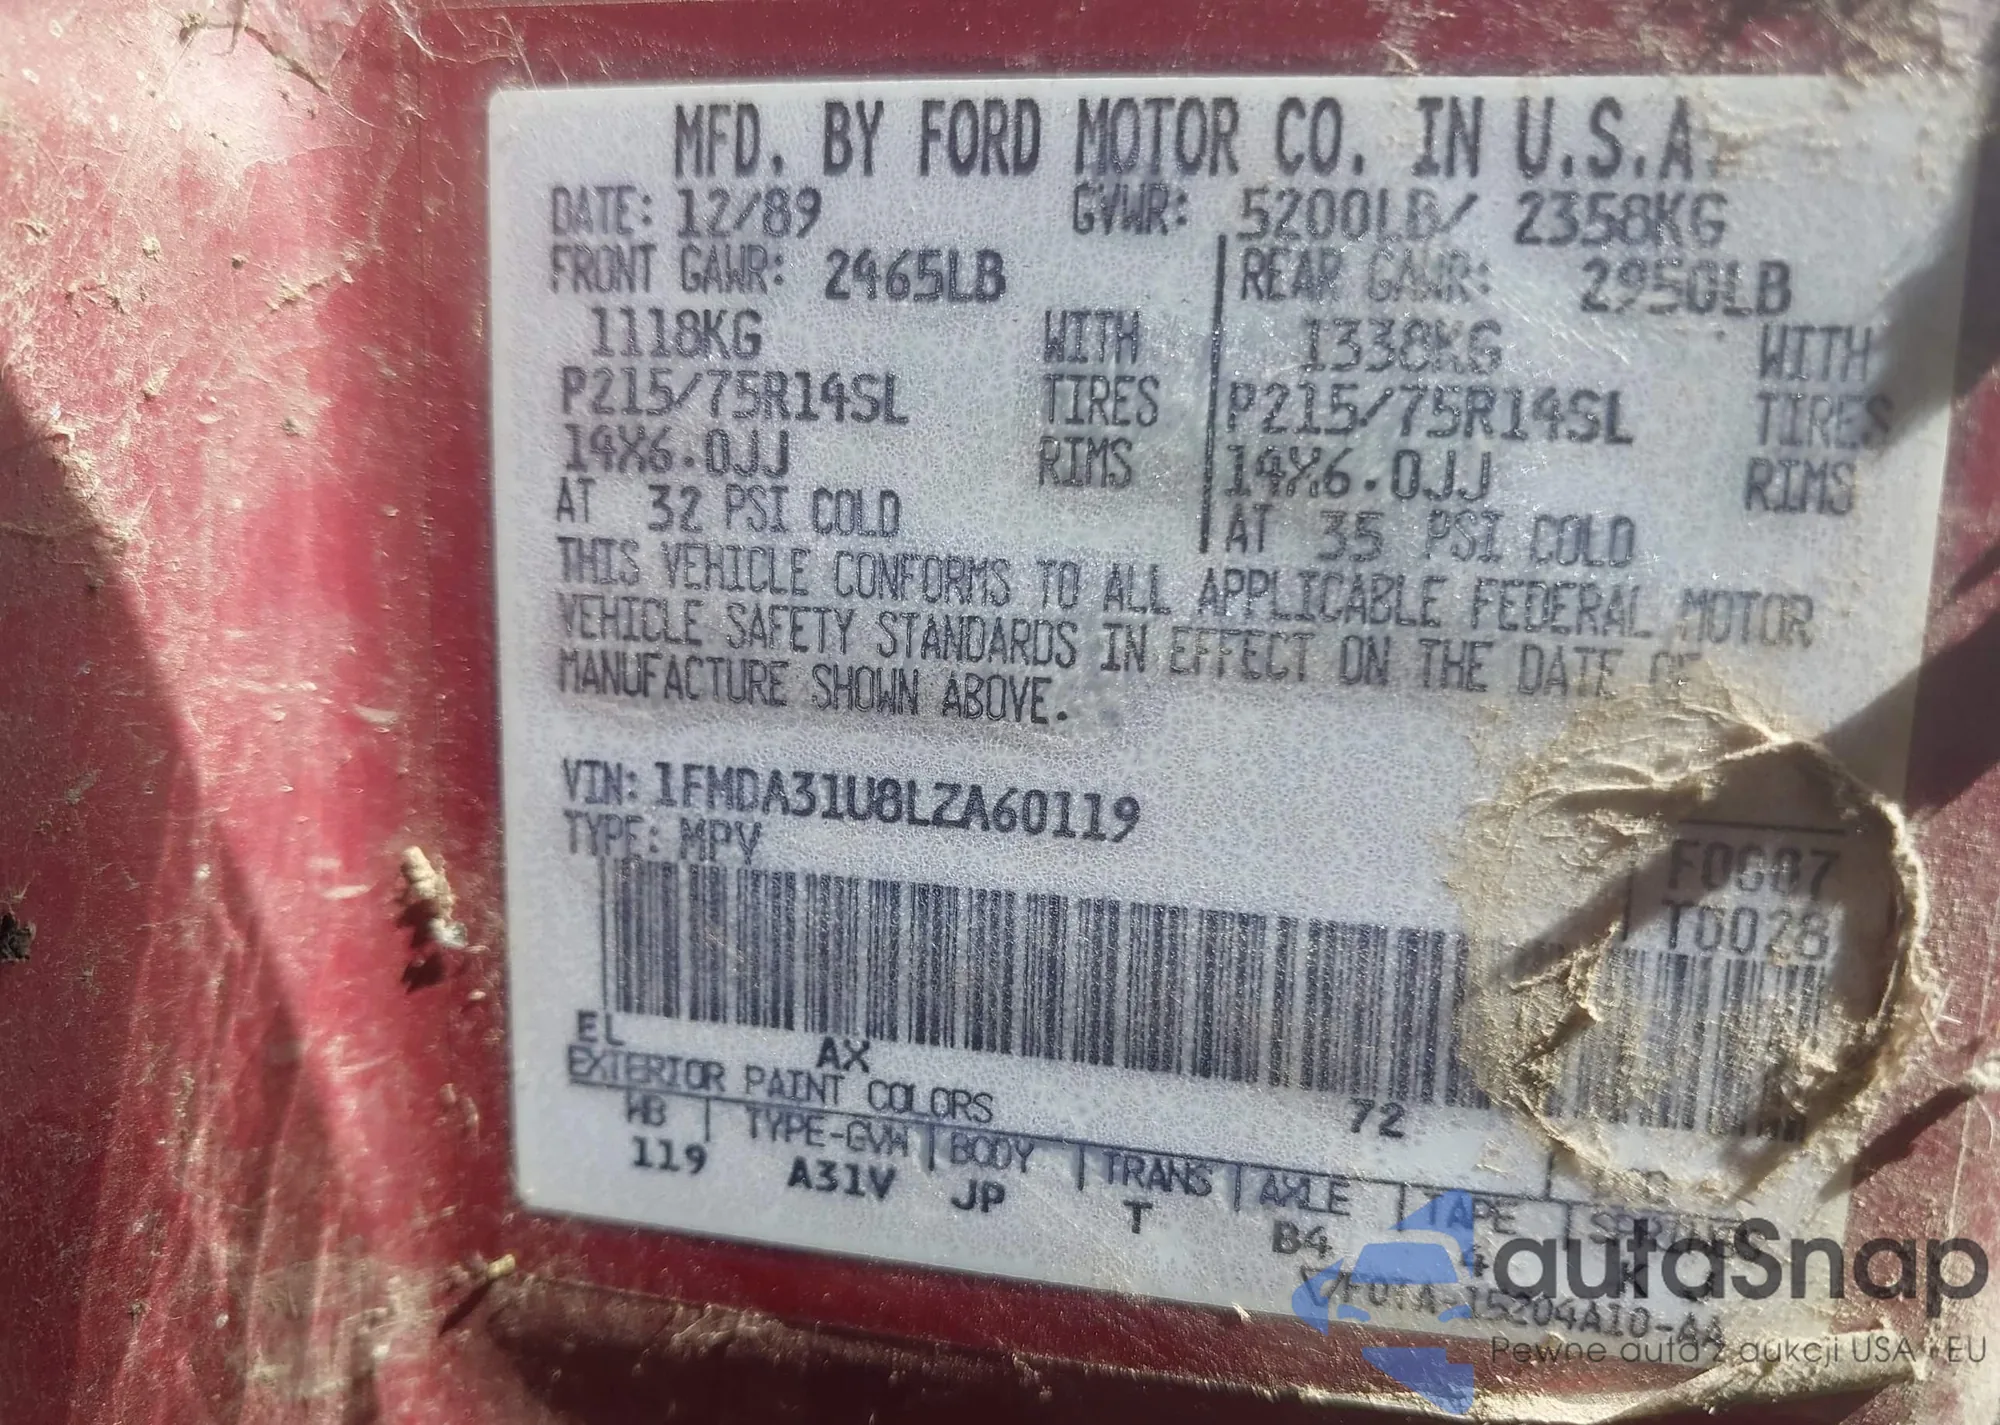 MFD. BY FORD MOTOR CO. IN U.S.A.
DATE: 12/89 GVWR: 5200LB/ 2358KG
FRONT GAWR: 2465LB REAR GAWR: 2950LB
1118KG WITH 1338KG WITH
P215/75R14SL TIRES P215/75R14SL TIRES
14X6.0JJ RIMS 14X6.0JJ RIMS
AT 32 PSI COLD AT 35 PSI COLD
THIS VEHICLE CONFORMS TO ALL APPLICABLE FEDERAL MOTOR
VEHICLE SAFETY STANDARDS IN EFFECT ON THE DATE OF
MANUFACTURE SHOWN ABOVE.
VIN: 1FMDA31U8LZA60119
TYPE: MPV
T0028
EL AX 72
EXTERIOR PAINT COLORS
WB TYPE-GVW BODY TRANS AXLE TAPE
119 A31V JP T B4
autaSnap
Pewne auta z aukcji USA i EU